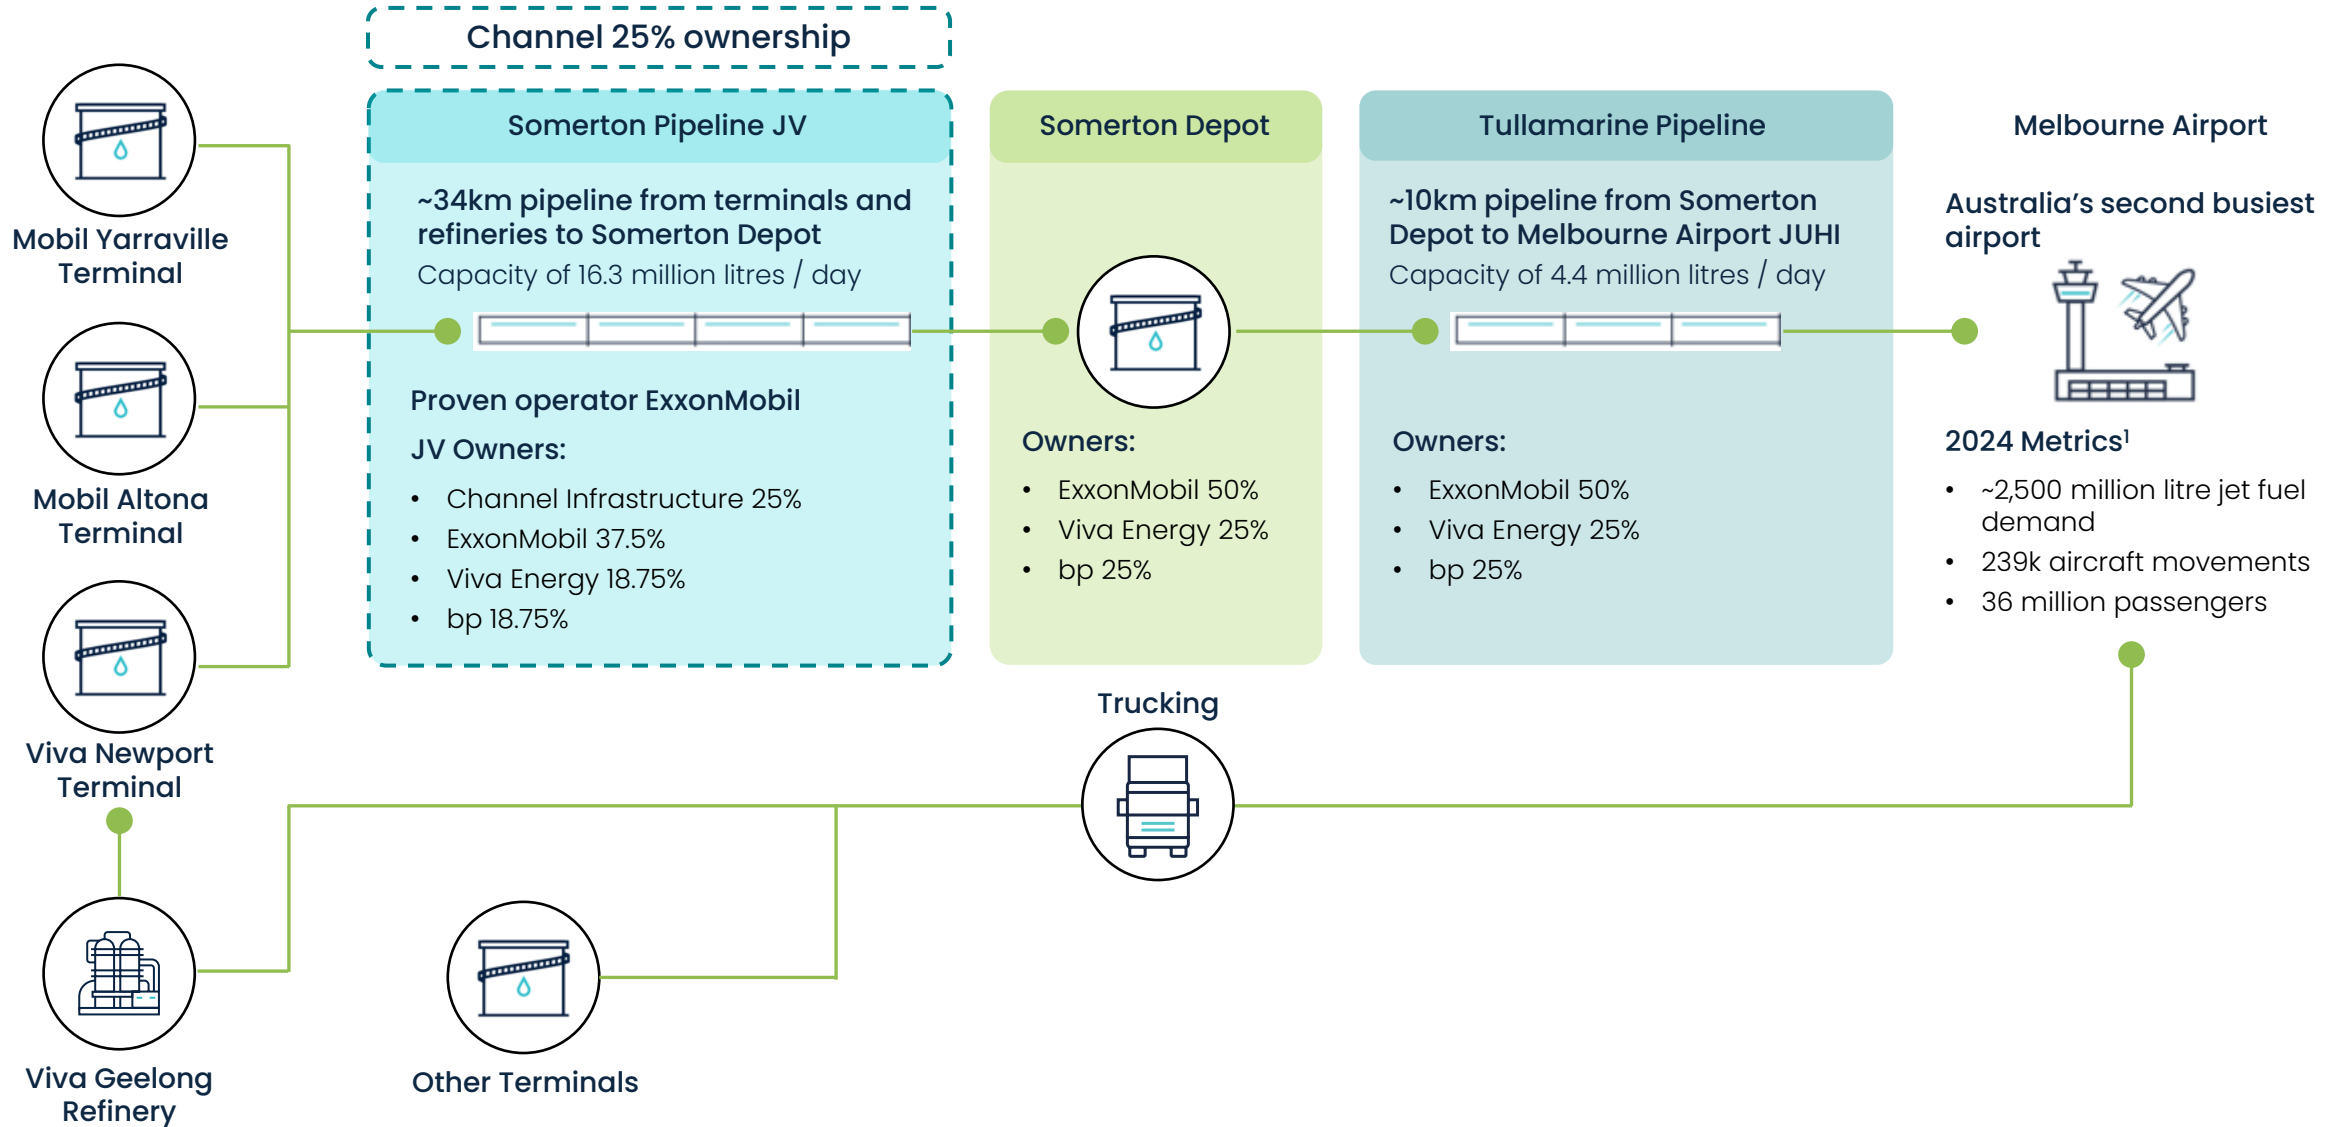 Channel 25% ownership
Mobil Yarraville
Terminal
Mobil Altona
Terminal
Viva Newport
Terminal
Viva Geelong
Refinery
Somerton Pipeline JV
~34km pipeline from terminals and
refineries to Somerton Depot
Capacity of 16.3 million litres / day
Proven operator ExxonMobil
JV Owners:
• Channel Infrastructure 25%
• ExxonMobil 37.5%
• Viva Energy 18.75%
• bp 18.75%
Somerton Depot
Owners:
• ExxonMobil 50%
• Viva Energy 25%
• bp 25%
Tullamarine Pipeline
~10km pipeline from Somerton
Depot to Melbourne Airport JUHI
Capacity of 4.4 million litres / day
Owners:
• ExxonMobil 50%
• Viva Energy 25%
• bp 25%
Melbourne Airport
Australia’s second busiest
airport
2024 Metrics¹
• ~2,500 million litre jet fuel
demand
• 239k aircraft movements
• 36 million passengers
Trucking
Other Terminals